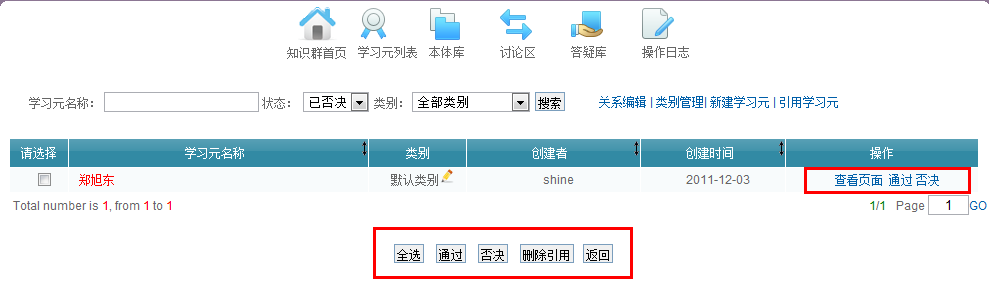 知识群首页 学习元列表 本体库 讨论区 答疑库 操作日志
学习元名称： 状态： 已否决 类别： 全部类别 搜索 关系编辑 | 类别管理| 新建学习元 | 引用学习元
请选择 学习元名称 类别 创建者 创建时间 操作
郑旭东 默认类别 shine 2011-12-03 查看页面 通过 否决
Total number is 1, from 1 to 1 1/1 Page 1 GO
全选 通过 否决 删除引用 返回